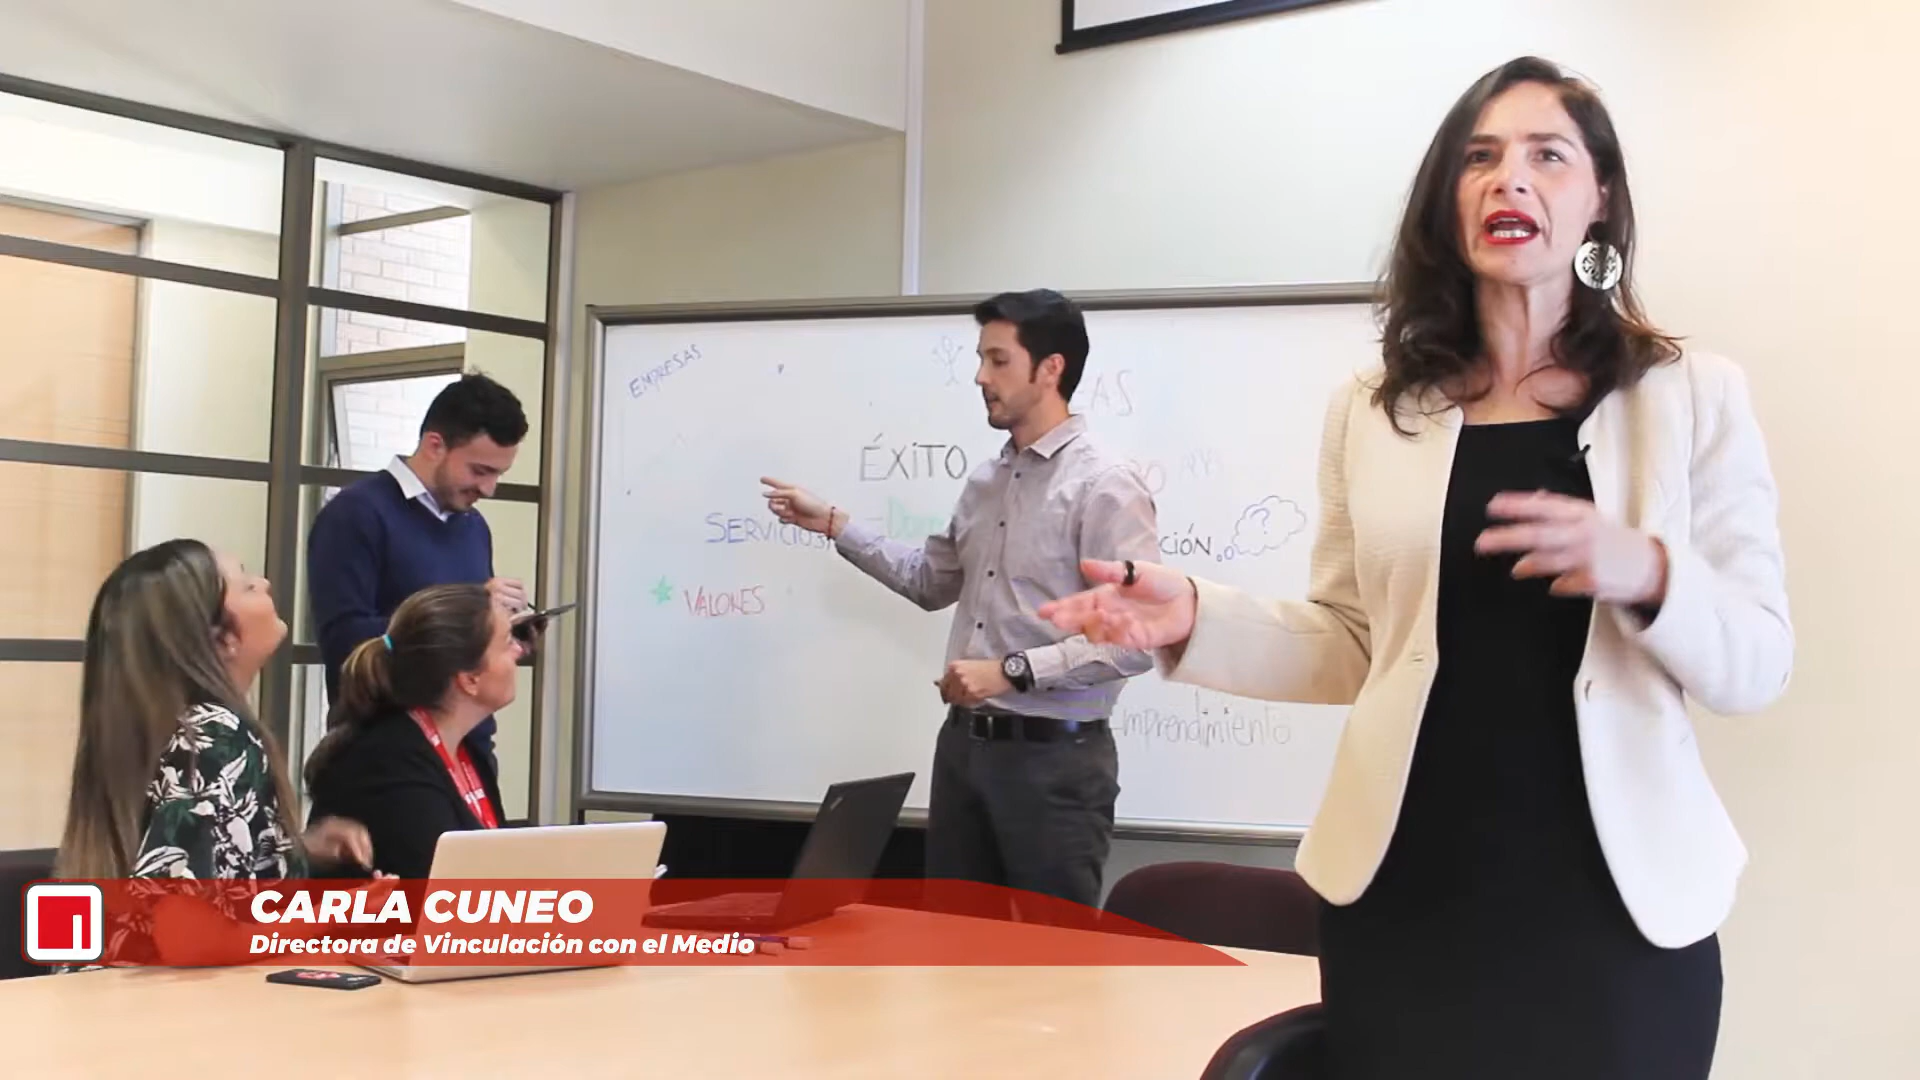 EMPRESAS
ÉXITO
SERVICIOS
CIÓN
?
VALORES
Emprendimiento
CARLA CUNEO
Directora de Vinculación con el Medio